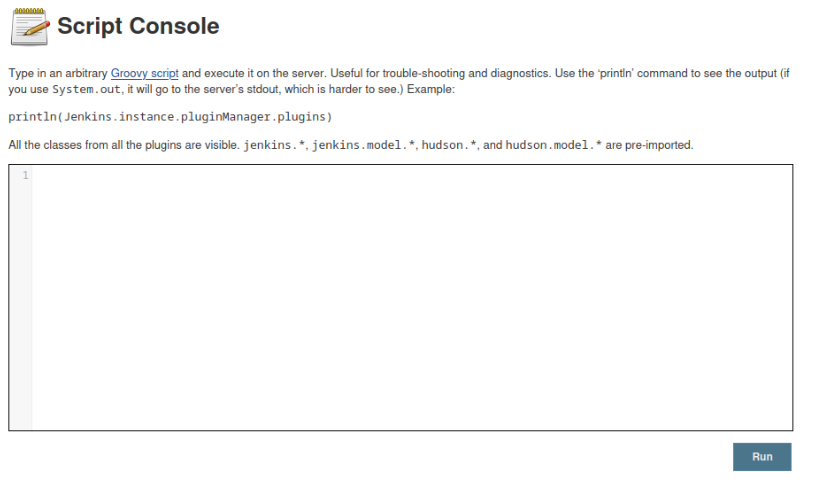 Script Console
Type in an arbitrary Groovy script and execute it on the server. Useful for trouble-shooting and diagnostics. Use the ‘println’ command to see the output (if
you use System.out, it will go to the server’s stdout, which is harder to see.) Example:
println(Jenkins.instance.pluginManager.plugins)
All the classes from all the plugins are visible. jenkins.*, jenkins.model.*, hudson.*, and hudson.model.* are pre-imported.
1
Run